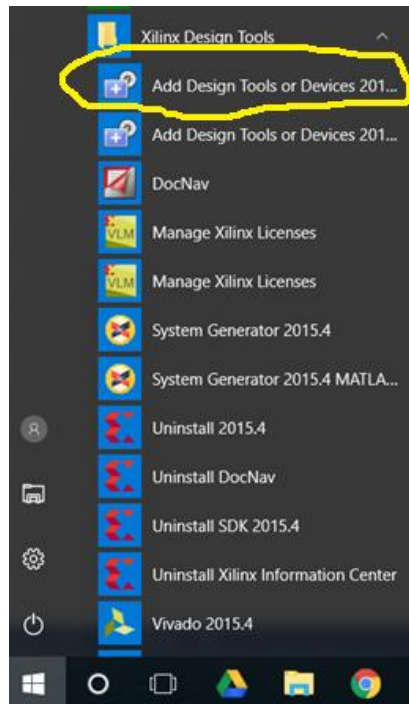 Xilinx Design Tools
Add Design Tools or Devices 201...
Add Design Tools or Devices 201...
DocNav
VLM
Manage Xilinx Licenses
VLM
Manage Xilinx Licenses
System Generator 2015.4
System Generator 2015.4 MATLA...
Uninstall 2015.4
Uninstall DocNav
Uninstall SDK 2015.4
Uninstall Xilinx Information Center
Vivado 2015.4